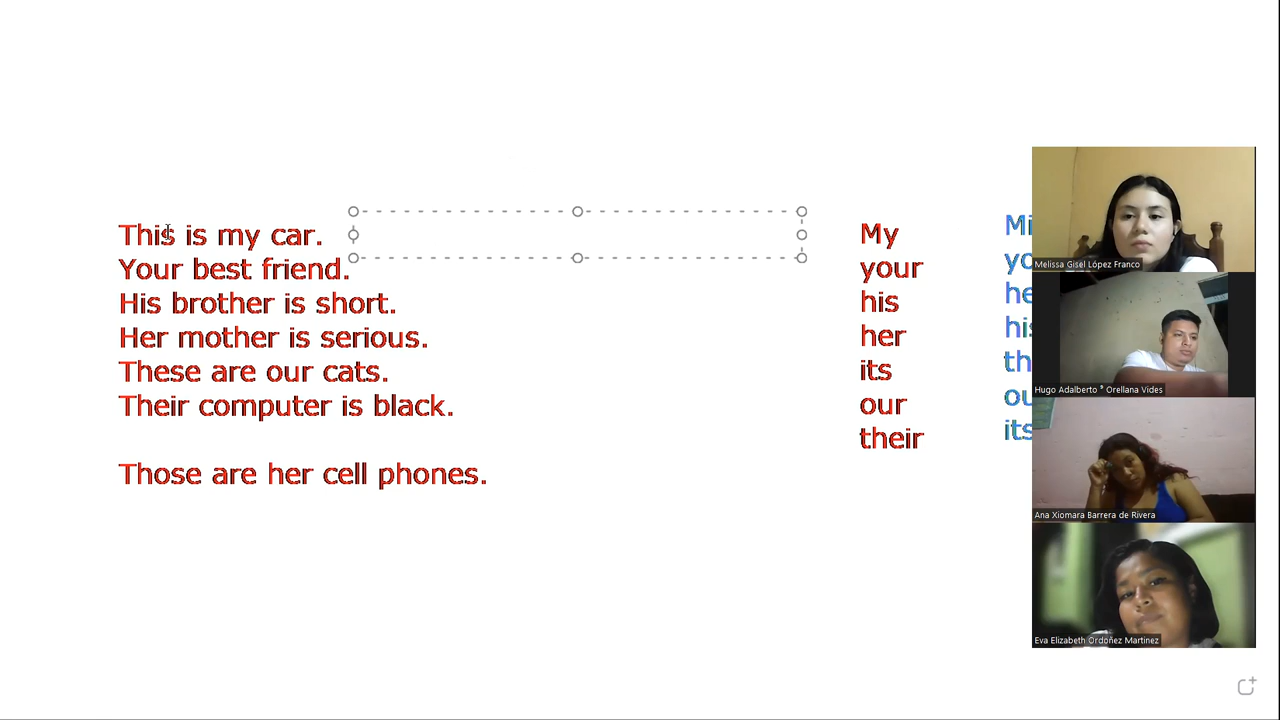 This is my car.
Your best friend.
His brother is short.
Her mother is serious.
These are our cats.
Their computer is black.
Those are her cell phones.
My
your
his
her
its
our
their
its
Melissa Gisel López Franco
Hugo Adalberto ° Orellana Vides
Ana Xiomara Barrera de Rivera
Eva Elizabeth Ordoñez Martinez